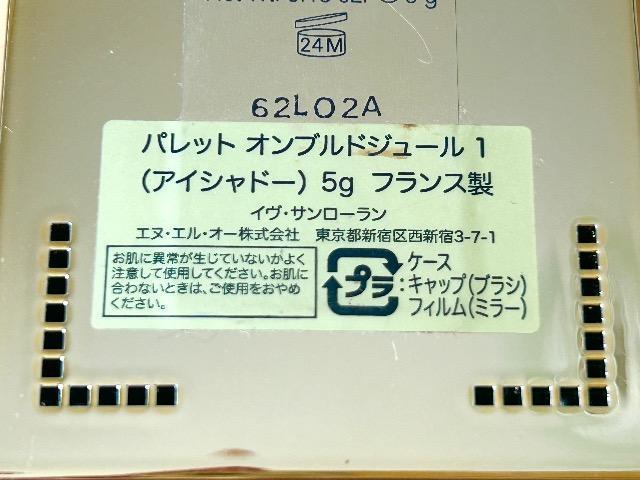 24M
62L02A
パレット オンブルドジュール 1
(アイシャドー) 5g フランス製
イヴ・サンローラン
エヌ・エル・オー株式会社 東京都新宿区西新宿3-7-1
お肌に異常が生じていないかよく
注意して使用してください。お肌に
合わないときは、ご使用をおやめ
ください。
プラ
ケース
:キャップ(ブラシ)
フィルム(ミラー)